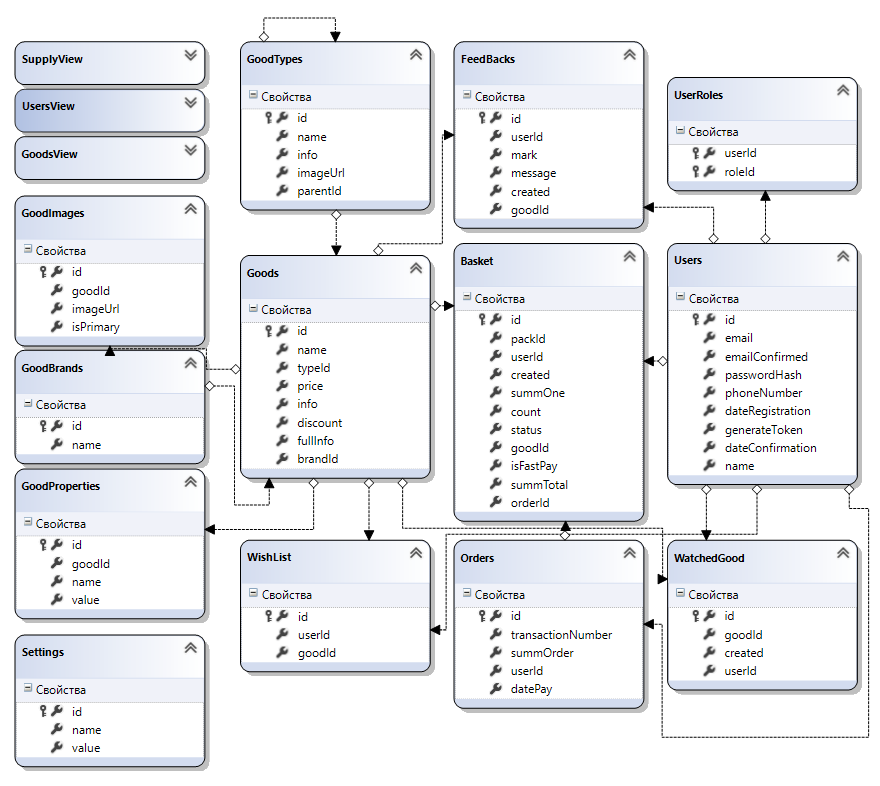 SupplyView
UsersView
GoodsView
GoodImages
Свойства
id
goodId
imageUrl
isPrimary
GoodBrands
Свойства
id
name
GoodProperties
Свойства
id
goodId
name
value
Settings
Свойства
id
name
value
GoodTypes
Свойства
id
name
info
imageUrl
parentId
Goods
Свойства
id
name
typeId
price
info
discount
fullInfo
brandId
WishList
Свойства
id
userId
goodId
FeedBacks
Свойства
id
userId
mark
message
created
goodId
Basket
Свойства
id
packId
userId
created
summOne
count
status
goodId
isFastPay
summTotal
orderId
Orders
Свойства
id
transactionNumber
summOrder
userId
datePay
UserRoles
Свойства
userId
roleId
Users
Свойства
id
email
emailConfirmed
passwordHash
phoneNumber
dateRegistration
generateToken
dateConfirmation
name
WatchedGood
Свойства
id
goodId
created
userId